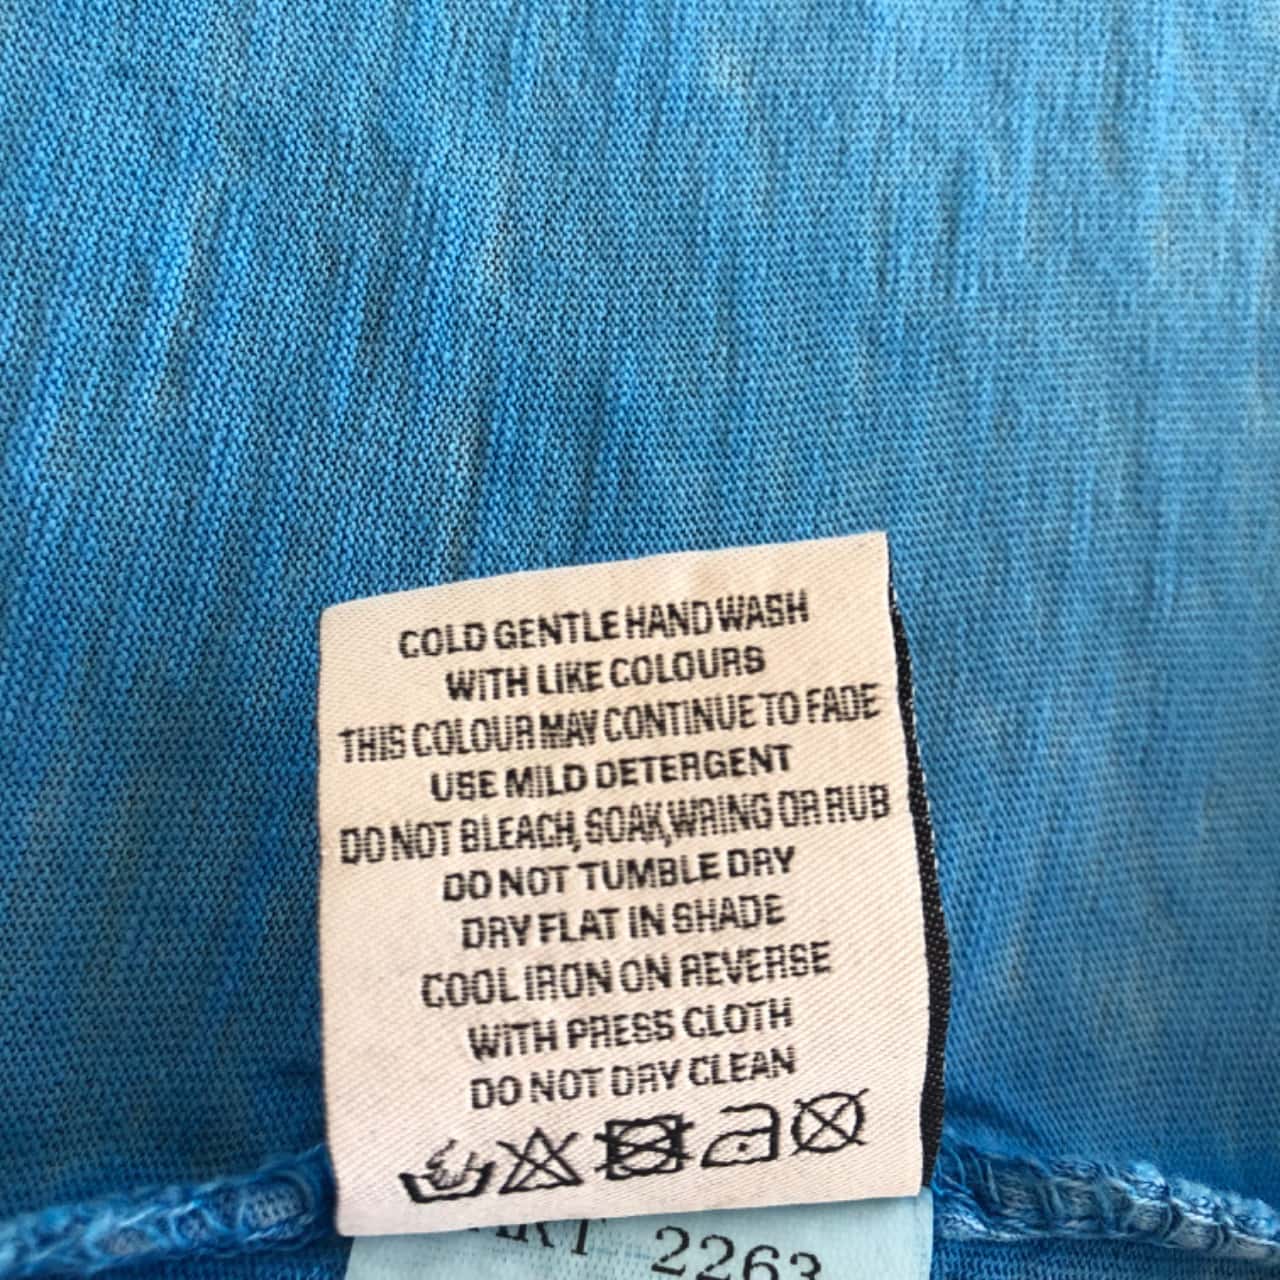 COLD GENTLE HAND WASH
WITH LIKE COLOURS
THIS COLOUR MAY CONTINUE TO FADE
USE MILD DETERGENT
DO NOT BLEACH, SOAK, WRING OR RUB
DO NOT TUMBLE DRY
DRY FLAT IN SHADE
COOL IRON ON REVERSE
WITH PRESS CLOTH
DO NOT DRY CLEAN
2263